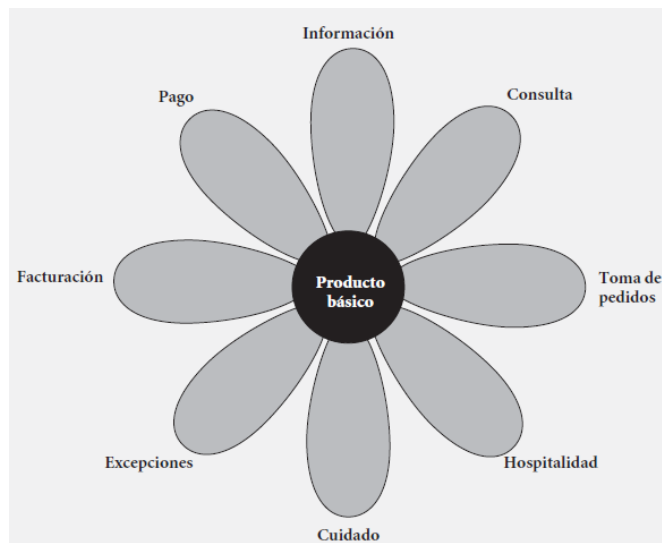 Información
Consulta
Toma de
pedidos
Hospitalidad
Cuidado
Excepciones
Facturación
Pago
Producto
básico